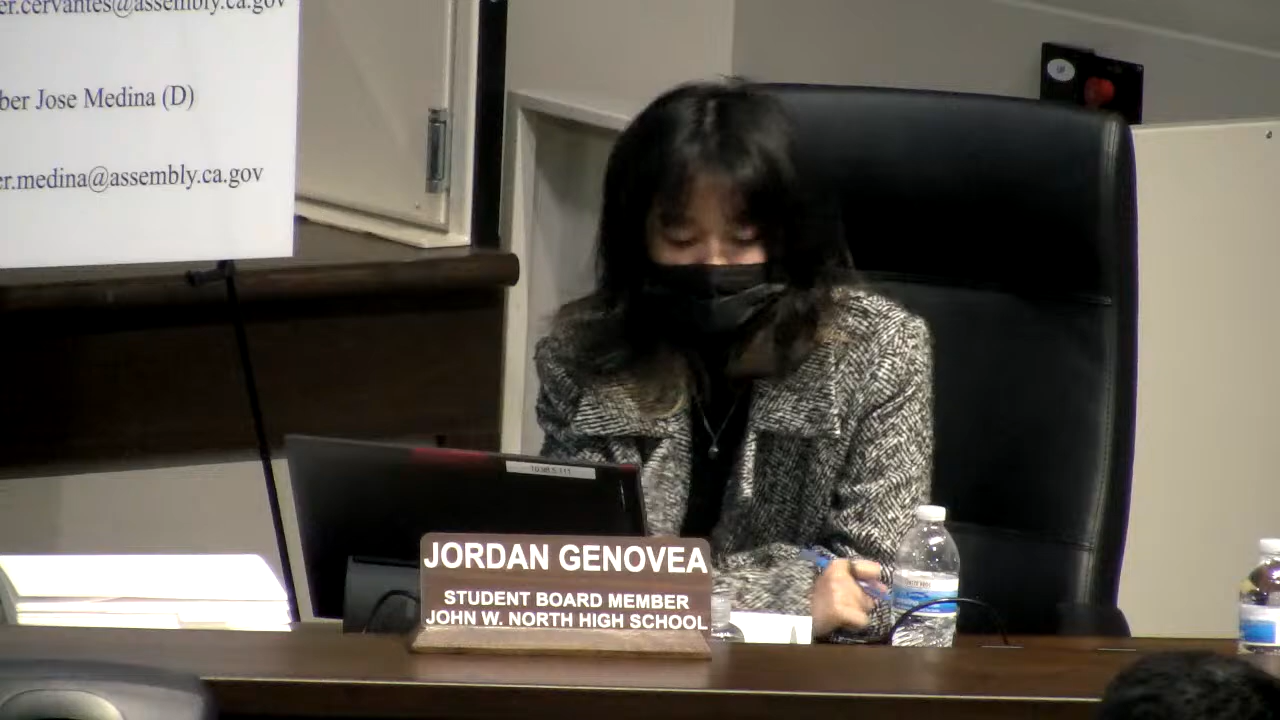 er.cervantes@assembly.ca.gov
ber Jose Medina (D)
er.medina@assembly.ca.gov
JORDAN GENOVEA
STUDENT BOARD MEMBER
JOHN W. NORTH HIGH SCHOOL